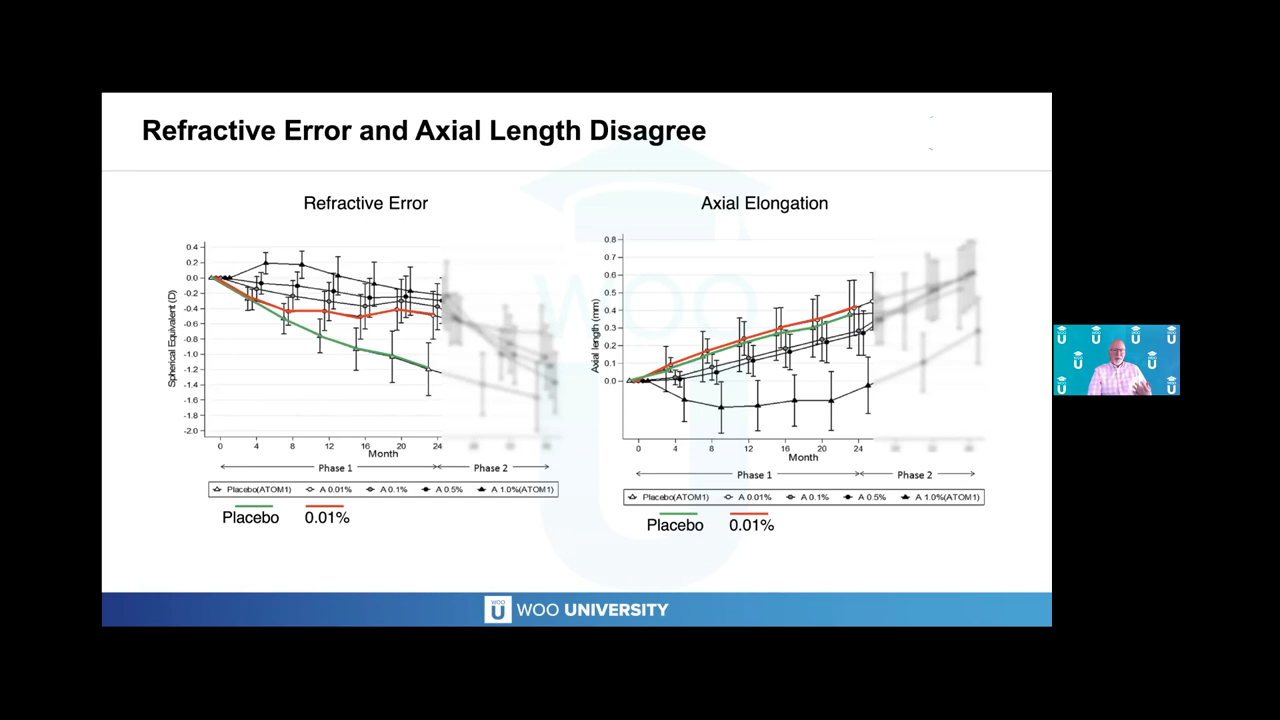 Refractive Error and Axial Length Disagree
Refractive Error
Axial Elongation
Spherical Equivalent (D)
0.4
0.2
0.0
-0.2
-0.4
-0.6
-0.8
-1.0
-1.2
-1.4
-1.6
-1.8
-2.0
0 4 8 12 16 20 24
Month
Phase 1 Phase 2
Placebo(ATOM1) A 0.01% A 0.1% A 0.5% A 1.0%(ATOM1)
Placebo 0.01%
Axial length (mm)
0.8
0.7
0.6
0.5
0.4
0.3
0.2
0.1
0.0
0 4 8 12 16 20 24
Month
Phase 1 Phase 2
Placebo(ATOM1) A 0.01% A 0.1% A 0.5% A 1.0%(ATOM1)
Placebo 0.01%
WOO
U
WOO
U
WOO UNIVERSITY